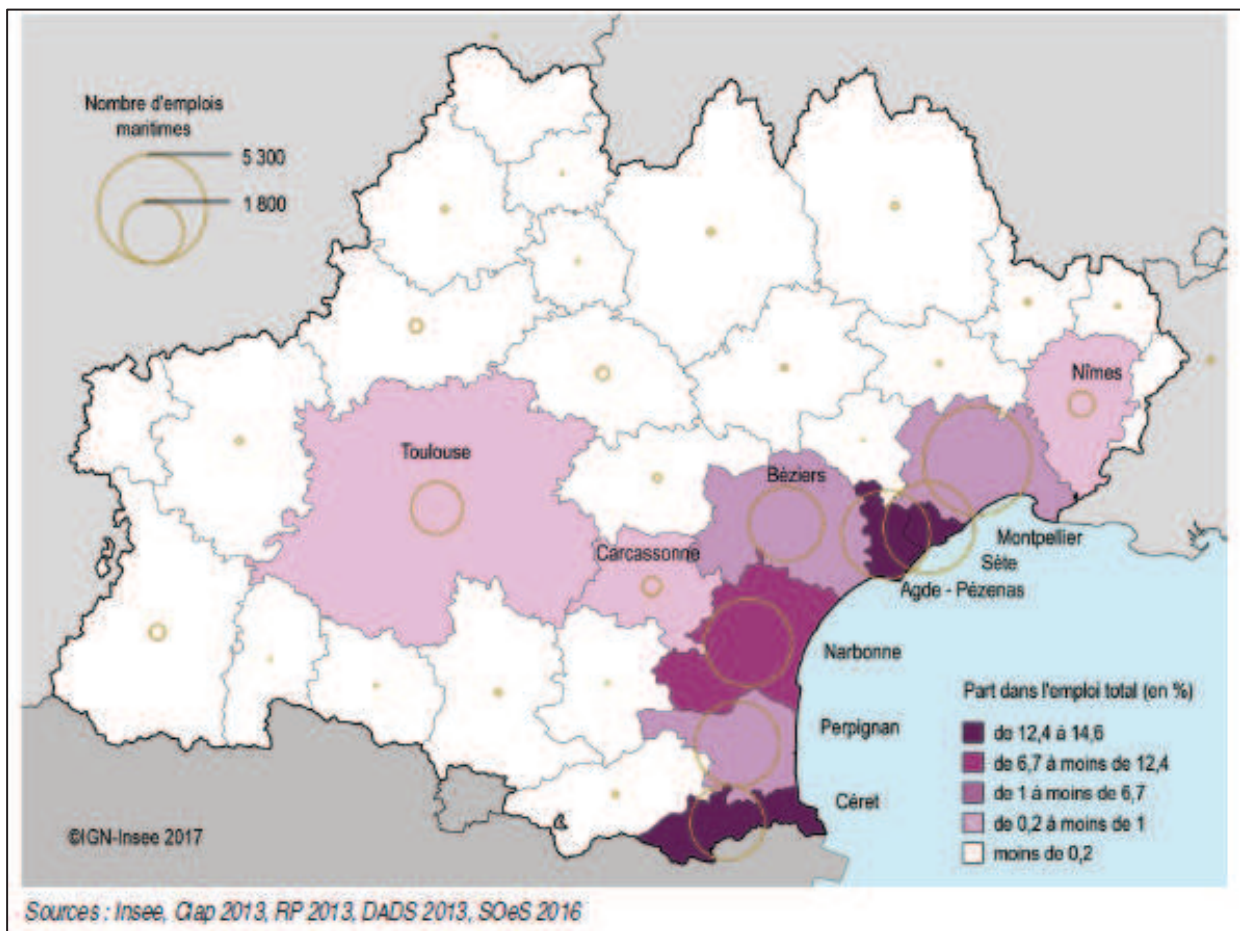 Nombre d'emplois
maritimes
5 300
1 800
Nîmes
Toulouse
Béziers
Carcassonne
Montpellier
Sète
Agde - Pézenas
Narbonne
Perpignan
Céret
Part dans l'emploi total (en %)
de 12,4 à 14,6
de 6,7 à moins de 12,4
de 1 à moins de 6,7
de 0,2 à moins de 1
moins de 0,2
©IGN-Insee 2017
Sources : Insee, Clap 2013, RP 2013, DADS 2013, SOeS 2016